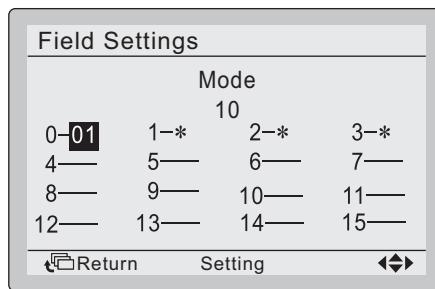 Field Settings
Mode
10
0–01 1–* 2–* 3–*
4–– 5–– 6–– 7––
8–– 9–– 10–– 11––
12–– 13–– 14–– 15––
Return Setting